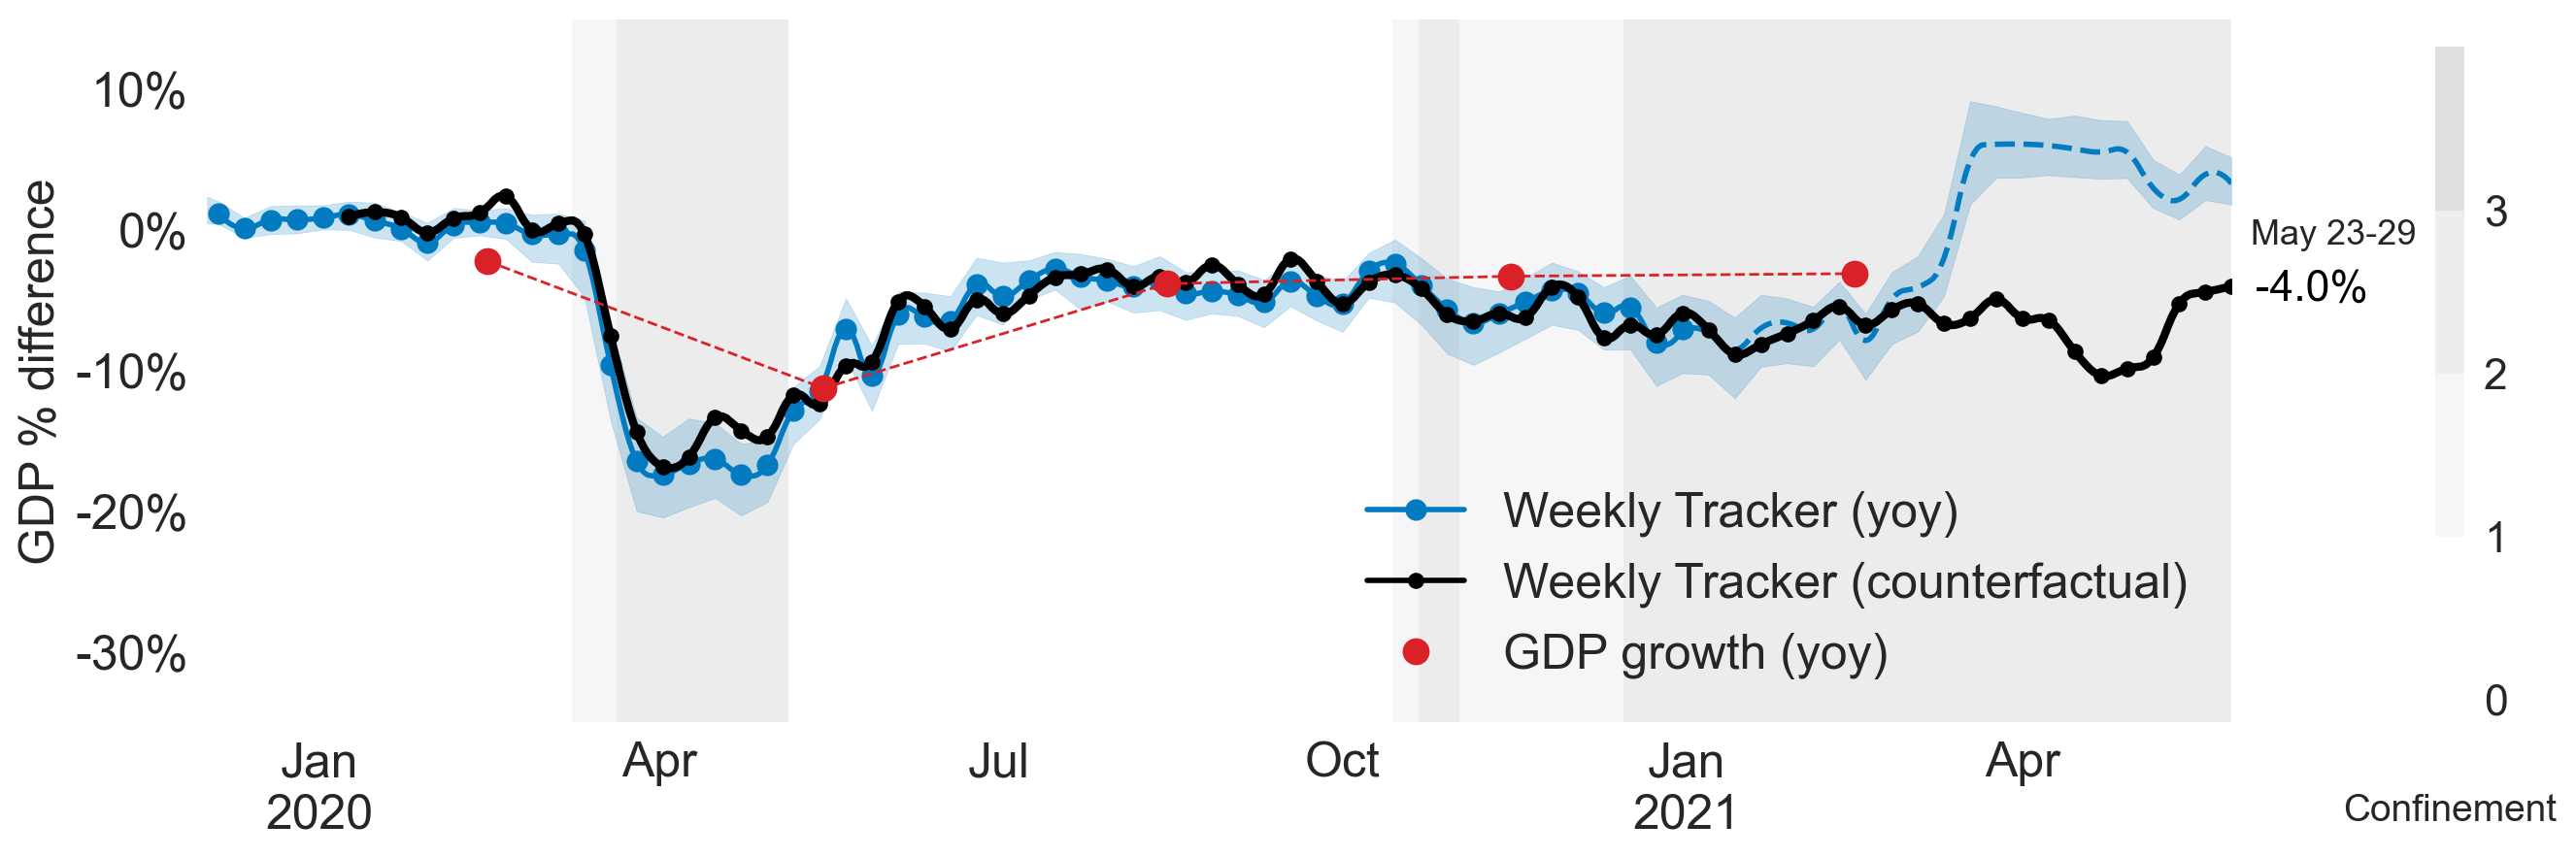 GDP % difference
10%
0%
-10%
-20%
-30%
Jan
2020
Apr
Jul
Oct
Jan
2021
Apr
Weekly Tracker (yoy)
Weekly Tracker (counterfactual)
GDP growth (yoy)
May 23-29
-4.0%
3
2
1
0
Confinement